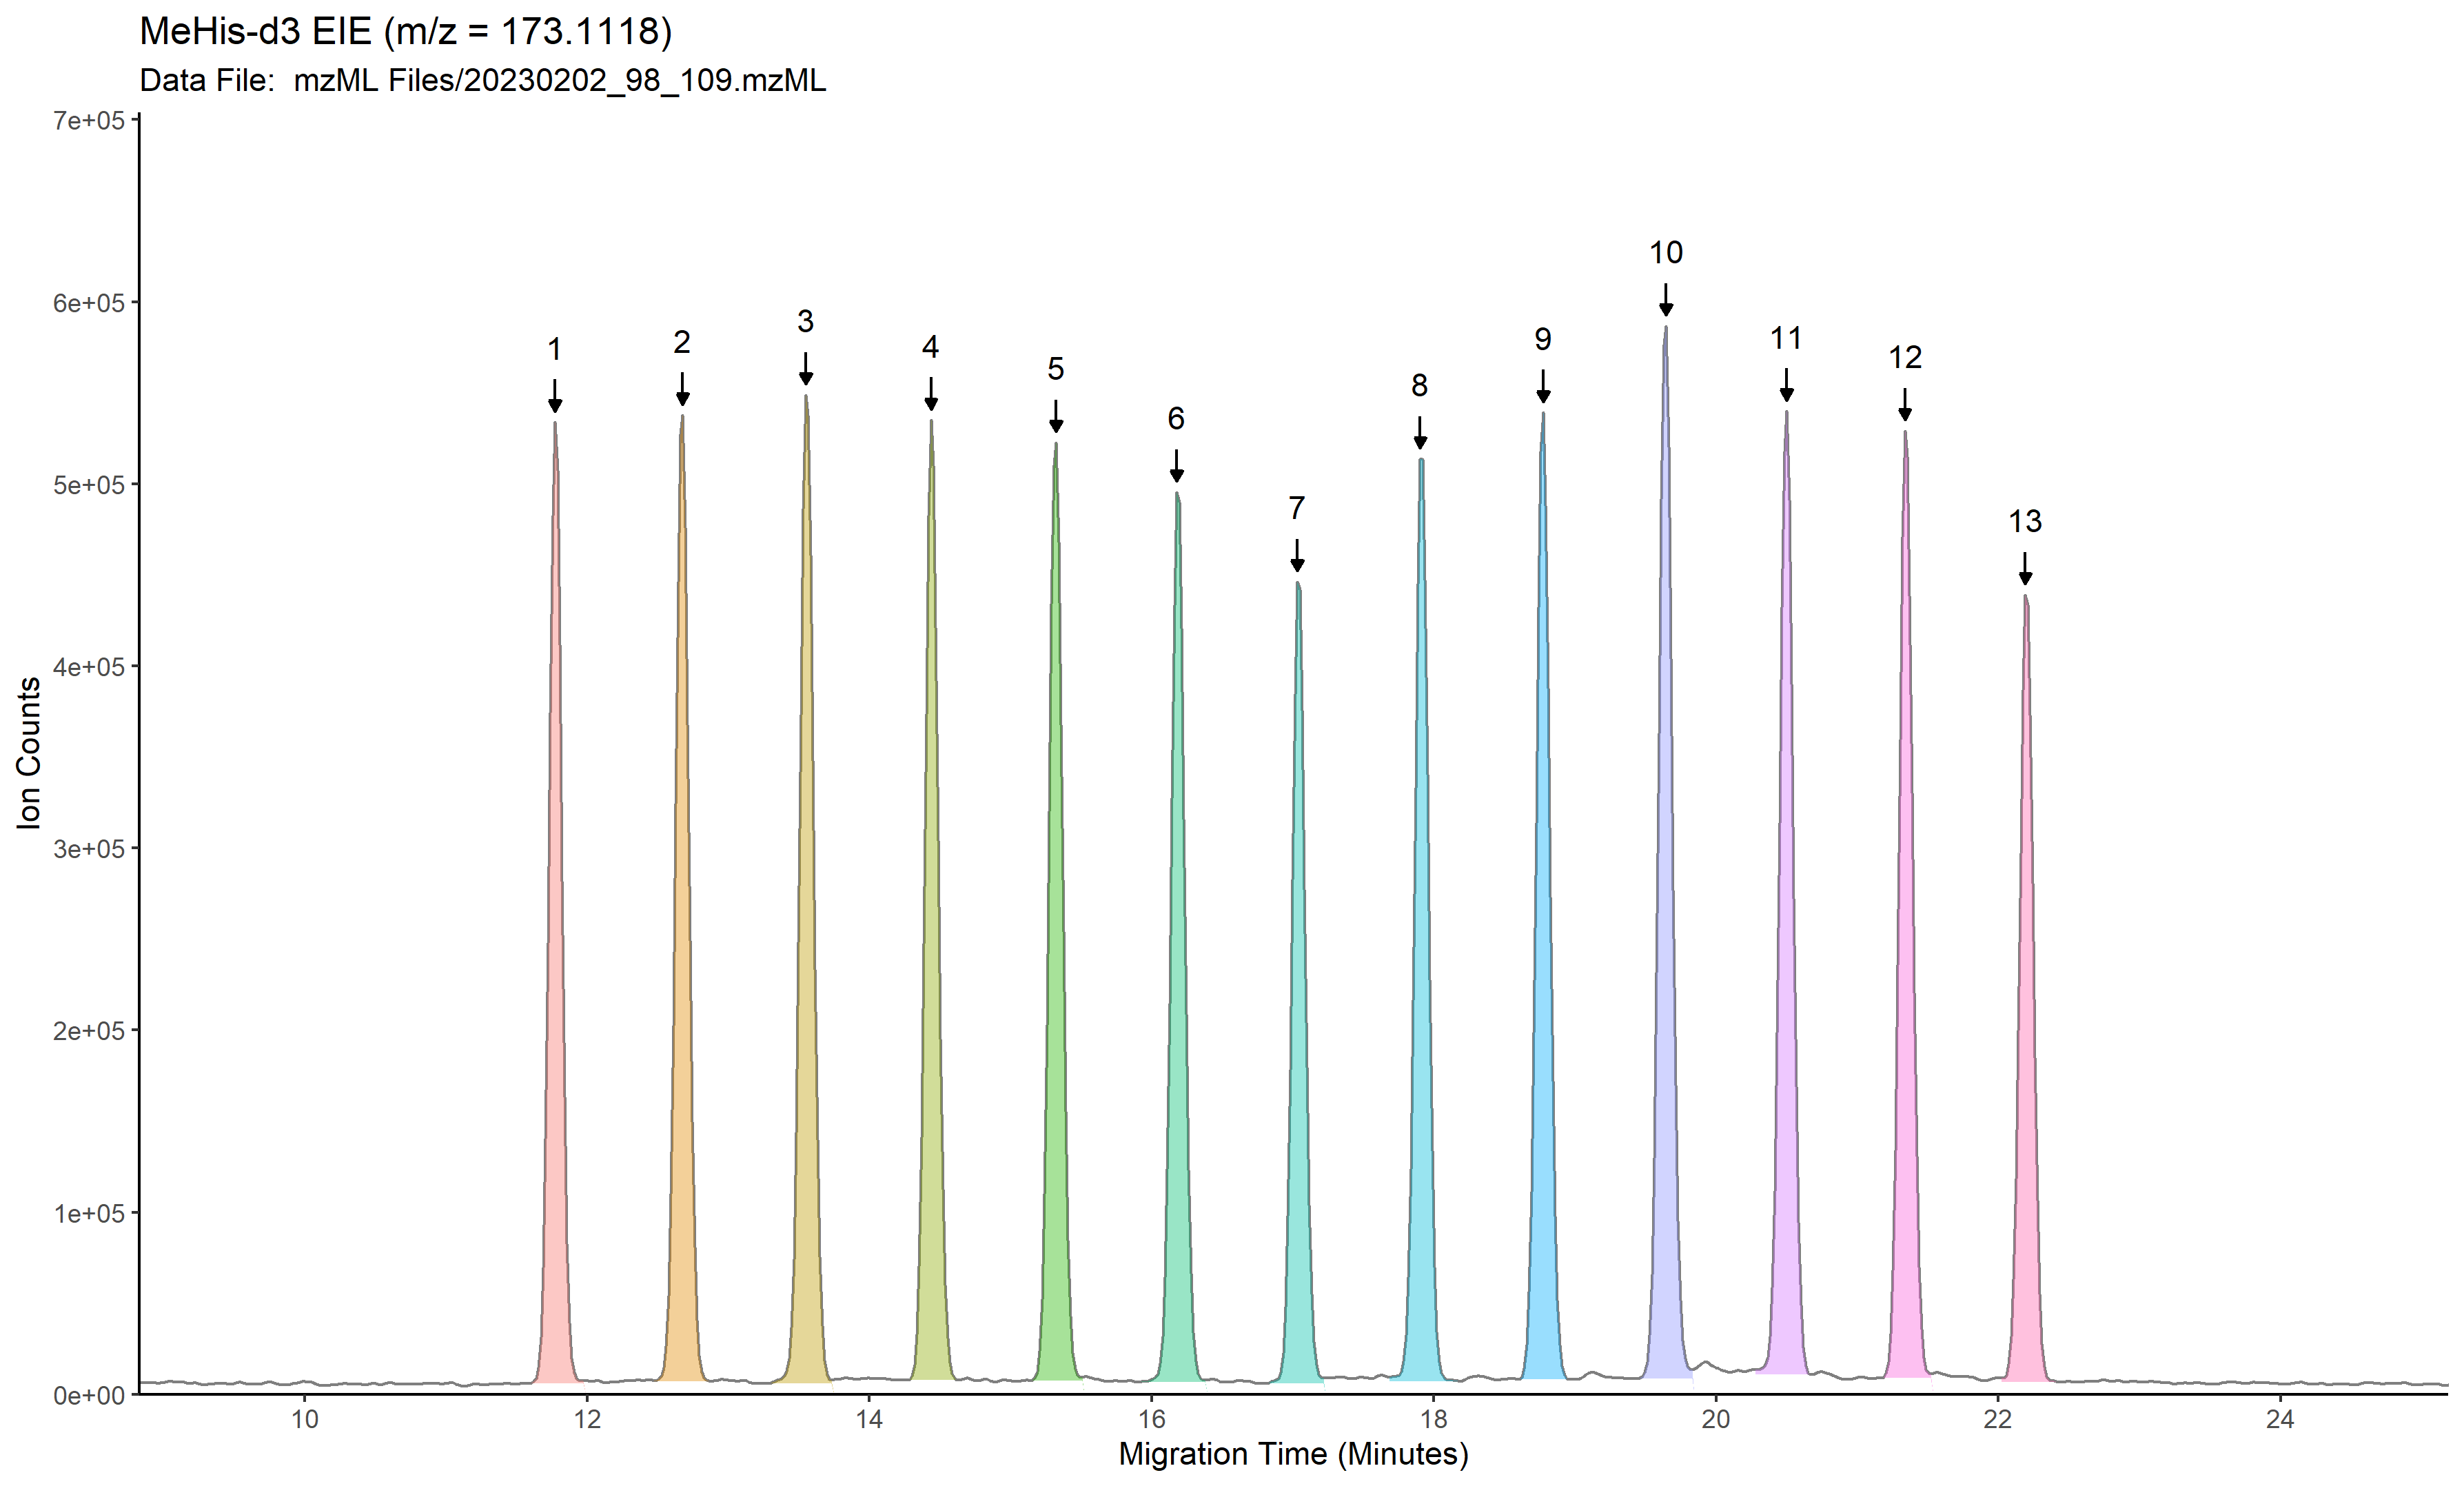 MeHis-d3 EIE (m/z = 173.1118)
Data File:  mzML Files/20230202_98_109.mzML
7e+05
6e+05
5e+05
4e+05
3e+05
2e+05
1e+05
0e+00
Ion Counts
1
2
3
4
5
6
7
8
9
10
11
12
13
10
12
14
16
18
20
22
24
Migration Time (Minutes)